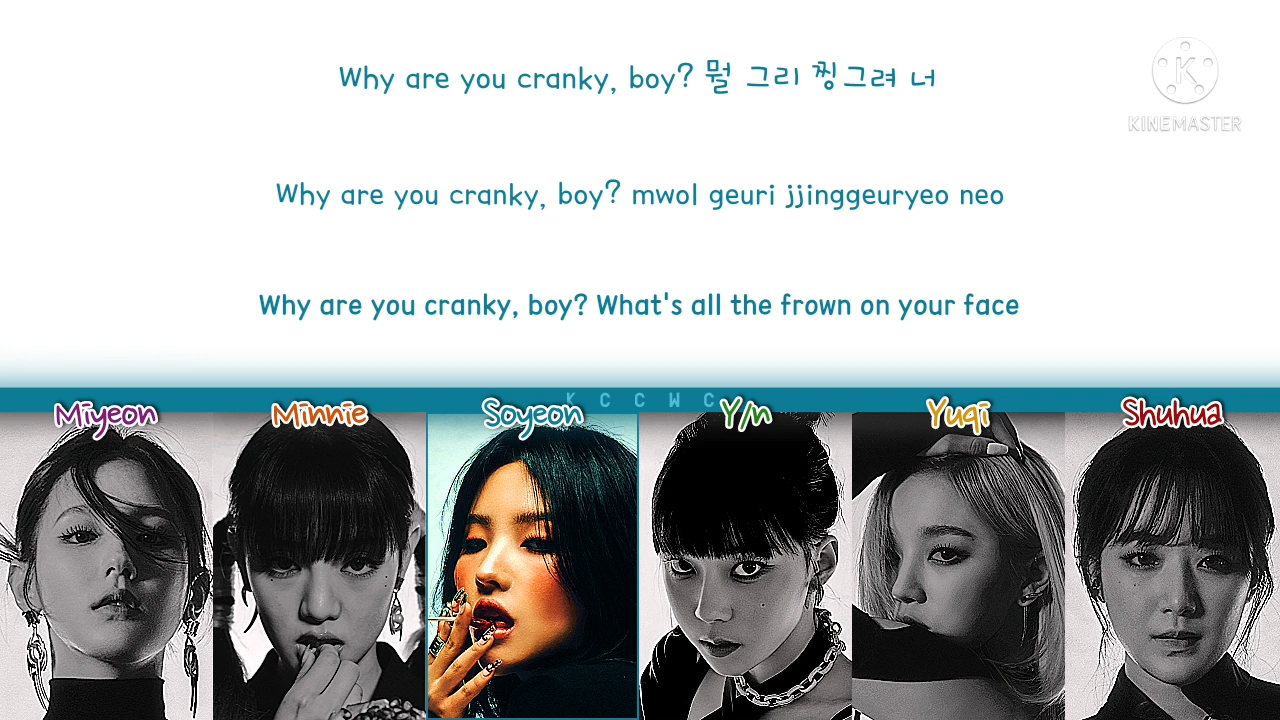 Why are you cranky, boy? 뭘 그리 찡그려 너
KINEMASTER
Why are you cranky, boy? mwol geuri jjinggeuryeo neo
Why are you cranky, boy? What's all the frown on your face
K C C W C
Miyeon Minnie Soyeon Y/n Yuqi Shuhua